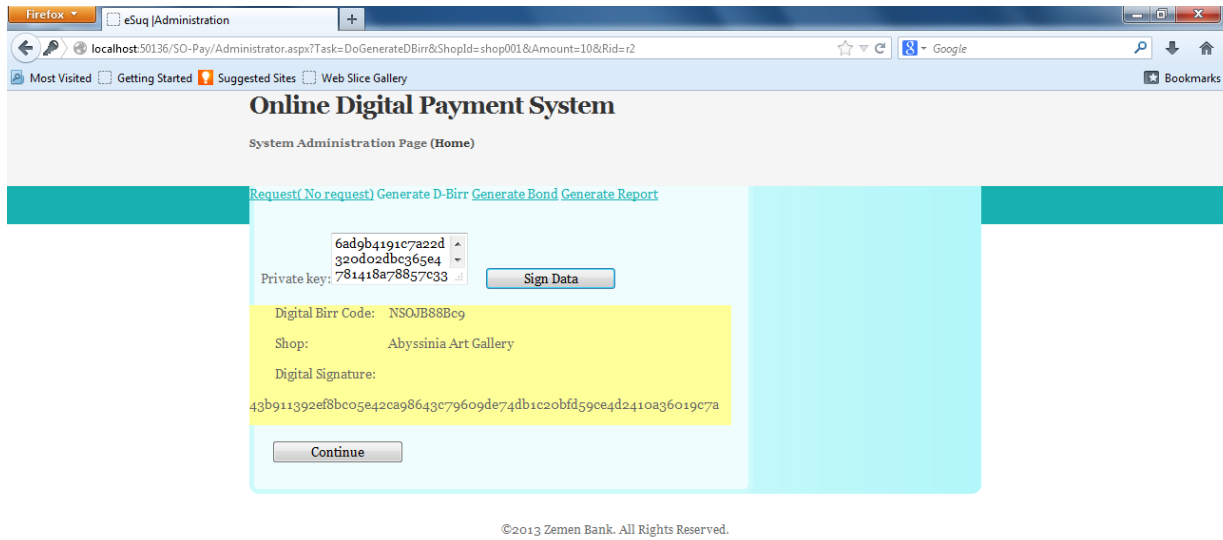 Firefox
eSuq |Administration
localhost:50136/SO-Pay/Administrator.aspx?Task=DoGenerateDBirr&ShopId=shop001&Amount=10&Rid=r2
Google
Most Visited Getting Started Suggested Sites Web Slice Gallery Bookmarks
Online Digital Payment System
System Administration Page (Home)
Request( No request) Generate D-Birr Generate Bond Generate Report
6ad9b4191c7a22d
320d02dbc365e4
Private key: 781418a78857c33 Sign Data
Digital Birr Code: NSOJB88Bc9
Shop: Abyssinia Art Gallery
Digital Signature:
43b911392ef8bc05e42ca98643c79609de74db1c20bfd59ce4d2410a36019c7a
Continue
©2013 Zemen Bank. All Rights Reserved.